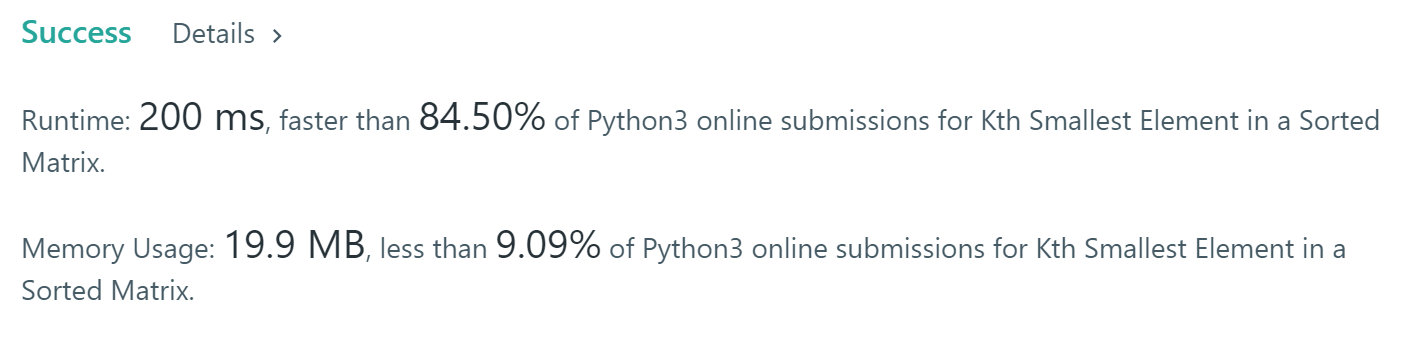 Success Details >
Runtime: 200 ms, faster than 84.50% of Python3 online submissions for Kth Smallest Element in a Sorted
Matrix.
Memory Usage: 19.9 MB, less than 9.09% of Python3 online submissions for Kth Smallest Element in a
Sorted Matrix.